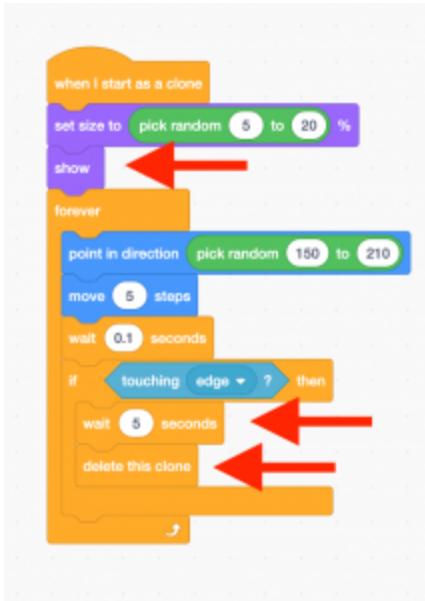 when I start as a clone
set size to pick random 5 to 20 %
show
forever
point in direction pick random 150 to 210
move 5 steps
wait 0.1 seconds
if touching edge ? then
wait 5 seconds
delete this clone